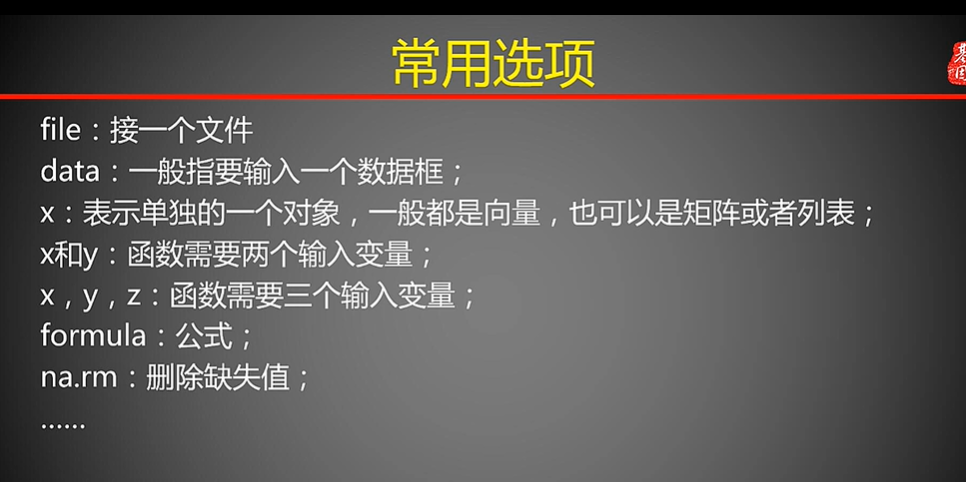 常用选项
file：接一个文件
data：一般指要输入一个数据框；
x：表示单独的一个对象，一般都是向量，也可以是矩阵或者列表；
x和y：函数需要两个输入变量；
x，y，z：函数需要三个输入变量；
formula：公式；
na.rm：删除缺失值；
......